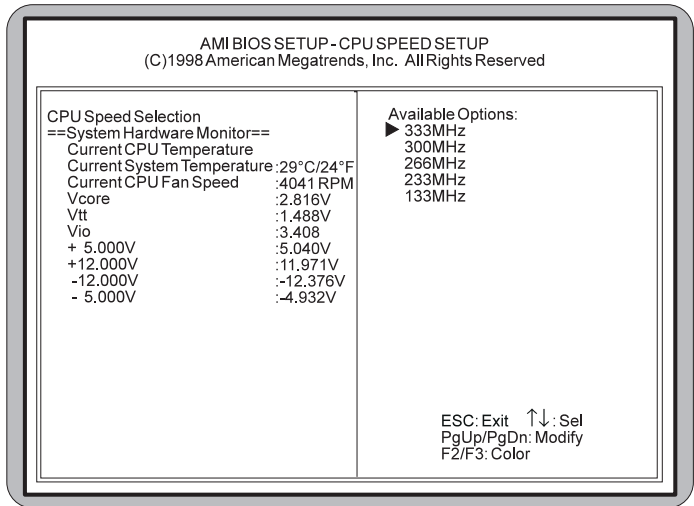 AMI BIOS SETUP - CPU SPEED SETUP
(C)1998 American Megatrends, Inc. All Rights Reserved
CPU Speed Selection
==System Hardware Monitor==
Current CPU Temperature
Current System Temperature :29°C/24°F
Current CPU Fan Speed :4041 RPM
Vcore :2.816V
Vtt :1.488V
Vio :3.408
+ 5.000V :5.040V
+12.000V :11.971V
-12.000V :-12.376V
- 5.000V :-4.932V
Available Options:
▶ 333MHz
300MHz
266MHz
233MHz
133MHz
ESC: Exit ↑↓: Sel
PgUp/PgDn: Modify
F2/F3: Color